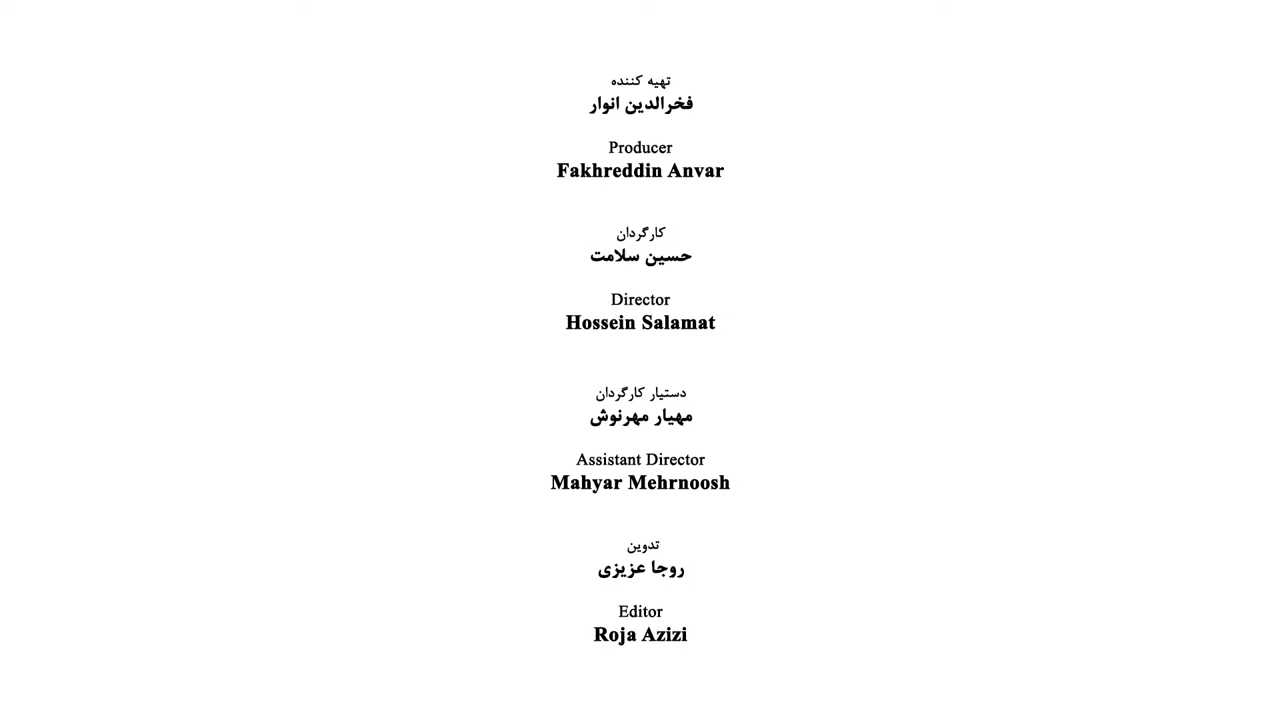 تهیه کننده
فخرالدین انوار
Producer
Fakhreddin Anvar
کارگردان
حسین سلامت
Director
Hossein Salamat
دستیار کارگردان
مهیار مهرنوش
Assistant Director
Mahyar Mehrnoosh
تدوین
روجا عزیزی
Editor
Roja Azizi